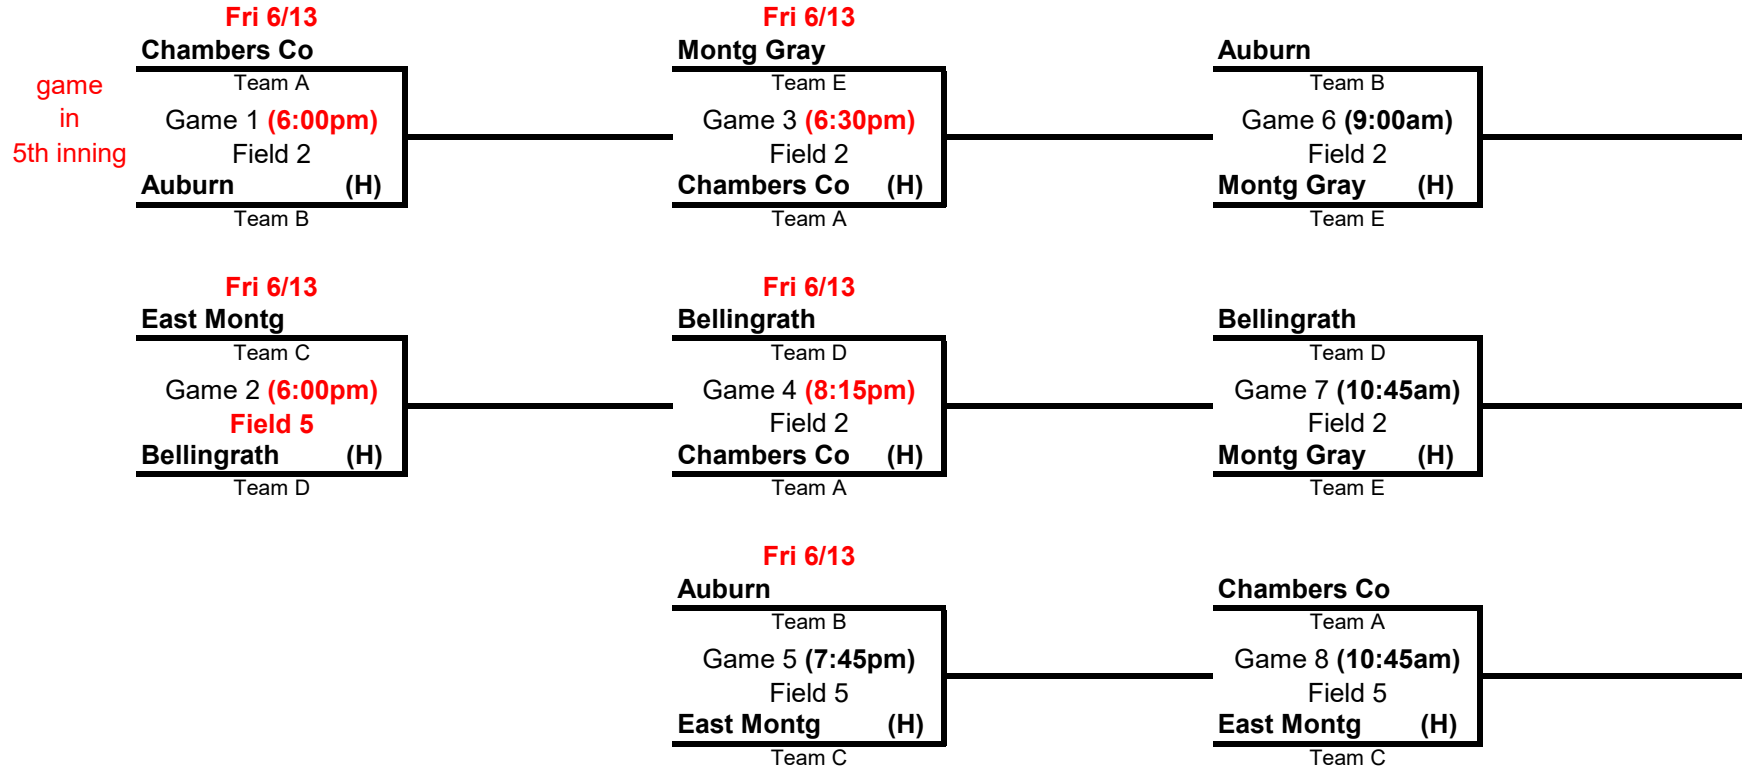 Fri 6/13
Chambers Co
game
in
5th inning
Team A
Game 1 (6:00pm)
Field 2
Auburn (H)
Team B
Fri 6/13
Montg Gray
Team E
Game 3 (6:30pm)
Field 2
Chambers Co (H)
Team A
Auburn
Team B
Game 6 (9:00am)
Field 2
Montg Gray (H)
Team E
Fri 6/13
East Montg
Team C
Game 2 (6:00pm)
Field 5
Bellingrath (H)
Team D
Fri 6/13
Bellingrath
Team D
Game 4 (8:15pm)
Field 2
Chambers Co (H)
Team A
Bellingrath
Team D
Game 7 (10:45am)
Field 2
Montg Gray (H)
Team E
Fri 6/13
Auburn
Team B
Game 5 (7:45pm)
Field 5
East Montg (H)
Team C
Chambers Co
Team A
Game 8 (10:45am)
Field 5
East Montg (H)
Team C